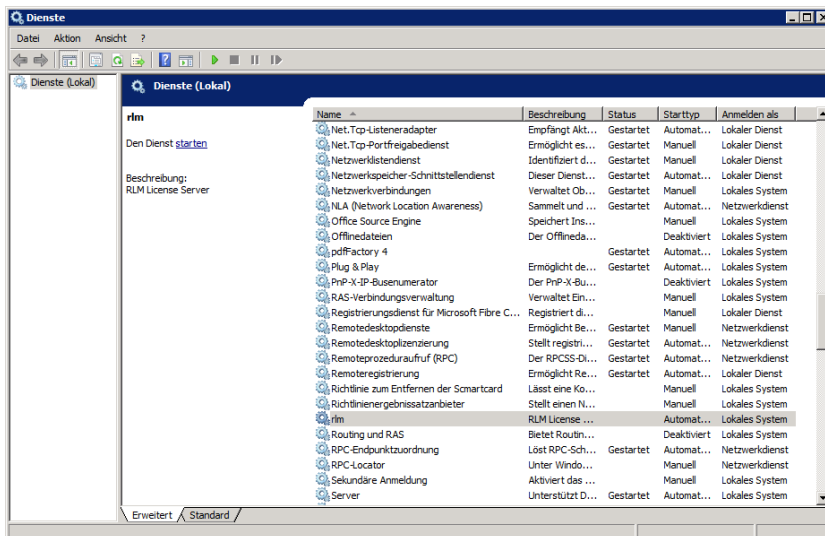 Dienste
Datei Aktion Ansicht ?
Dienste (Lokal)
Dienste (Lokal)
rlm
Den Dienst starten
Beschreibung:
RLM License Server
Name Beschreibung Status Starttyp Anmelden als
Net.Tcp-Listeneradapter Empfängt Akt... Gestartet Automat... Lokaler Dienst
Net.Tcp-Portfreigabedienst Ermöglicht es... Gestartet Manuell Lokaler Dienst
Netzwerklistendienst Identifiziert d... Gestartet Manuell Lokaler Dienst
Netzwerkspeicher-Schnittstellendienst Dieser Dienst... Gestartet Automat... Lokaler Dienst
Netzwerkverbindungen Verwaltet Ob... Gestartet Manuell Lokales System
NLA (Network Location Awareness) Sammelt und ... Gestartet Automat... Netzwerkdienst
Office Source Engine Speichert Ins... Manuell Lokales System
Offlinedateien Der Offlineda... Deaktiviert Lokales System
pdfFactory 4 Gestartet Automat... Lokales System
Plug & Play Ermöglicht de... Gestartet Automat... Lokales System
PnP-X-IP-Busenumerator Der PnP-X-Bu... Deaktiviert Lokales System
RAS-Verbindungsverwaltung Verwaltet Ein... Manuell Lokales System
Registrierungsdienst für Microsoft Fibre C... Registriert di... Manuell Lokaler Dienst
Remotedesktopdienste Ermöglicht Be... Gestartet Manuell Netzwerkdienst
Remotedesktoplizenzierung Stellt registri... Gestartet Automat... Netzwerkdienst
Remoteprozeduraufruf (RPC) Der RPCSS-Di... Gestartet Automat... Netzwerkdienst
Remoteregistrierung Ermöglicht Re... Gestartet Automat... Lokaler Dienst
Richtlinie zum Entfernen der Scmartcard Lässt eine Ko... Manuell Lokales System
Richtlinienergebnissatzanbieter Stellt einen N... Manuell Lokales System
rlm RLM License ... Automat... Lokales System
Routing und RAS Bietet Routin... Deaktiviert Lokales System
RPC-Endpunktzuordnung Löst RPC-Sch... Gestartet Automat... Netzwerkdienst
RPC-Locator Unter Windo... Manuell Netzwerkdienst
Sekundäre Anmeldung Aktiviert das ... Manuell Lokales System
Server Unterstützt D... Gestartet Automat... Lokales System
Erweitert Standard